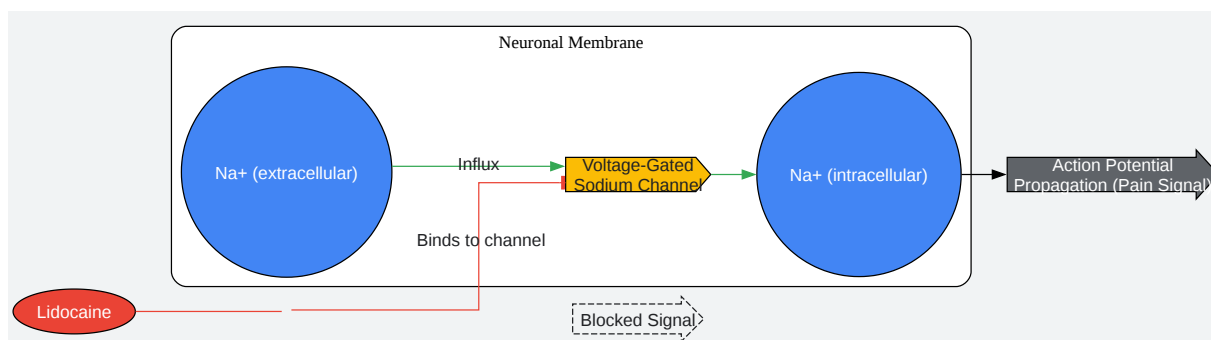 Neuronal Membrane
Na+ (extracellular)
Influx
Voltage-Gated
Sodium Channel
Na+ (intracellular)
Action Potential
Propagation (Pain Signal)
Binds to channel
Lidocaine
Blocked Signal